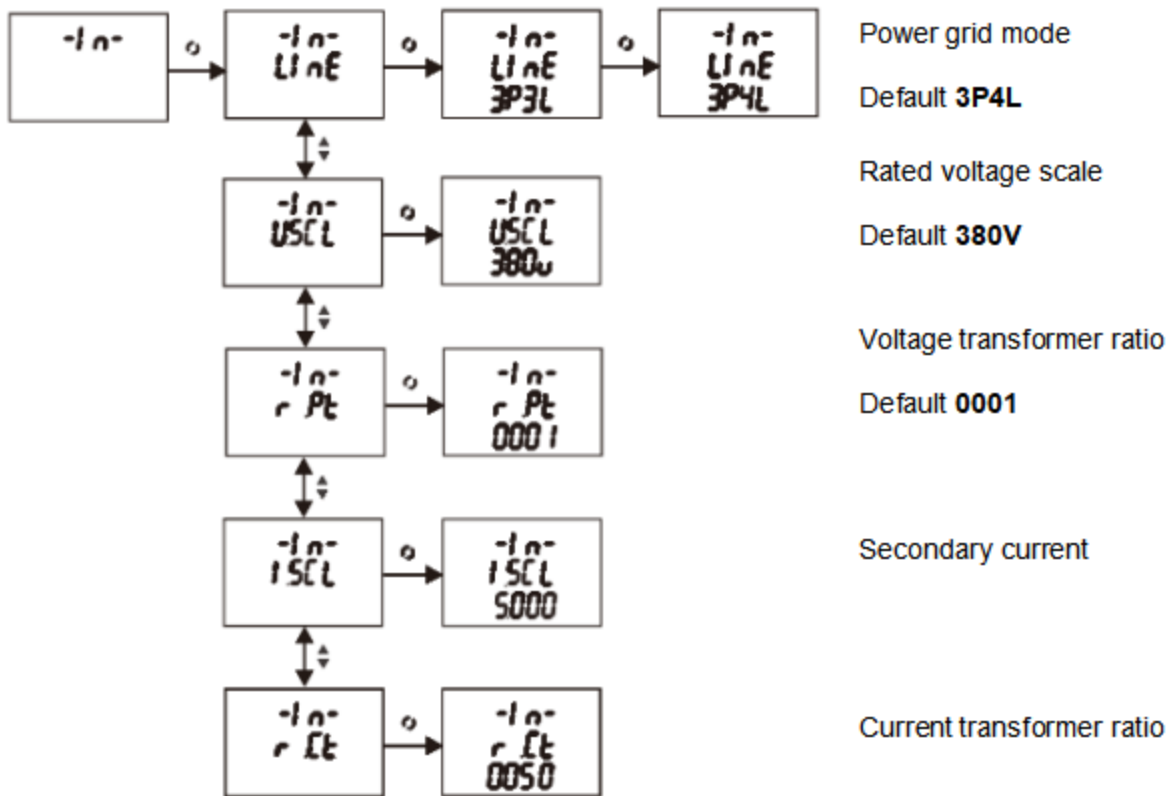 -In-
-In-
LInE
-In-
LInE
3P3L
-In-
LInE
3P4L
Power grid mode
Default 3P4L
-In-
USCL
-In-
USCL
380v
Rated voltage scale
Default 380V
-In-
r Pt
-In-
r Pt
0001
Voltage transformer ratio
Default 0001
-In-
ISCL
-In-
ISCL
5.000
Secondary current
-In-
r Ct
-In-
r Ct
0050
Current transformer ratio